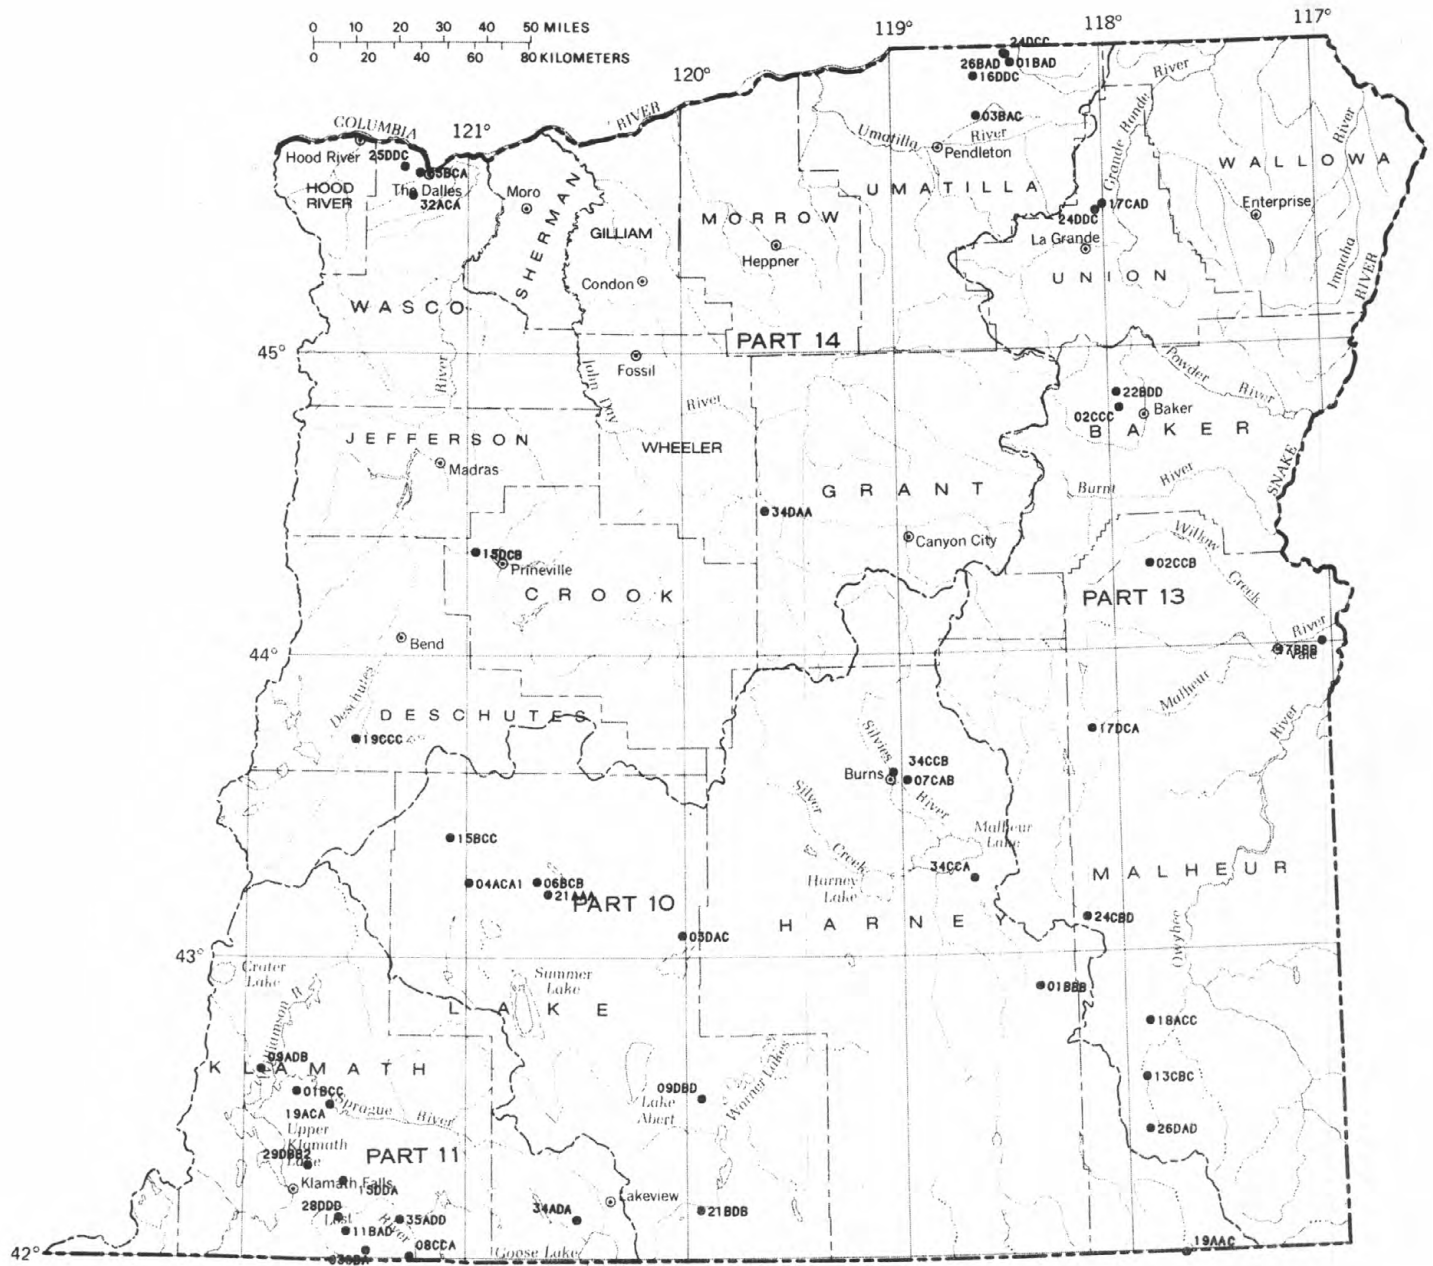 0 10 20 30 40 50 MILES
0 20 40 60 80 KILOMETERS
121°
120°
119°
118°
117°
24DCC
26BAD
01BAD
16DDC
03BAC
COLUMBIA
RIVER
Hood River
25DDC
HOOD
RIVER
The Dalles
32ACA
Moro
SHERMAN
GILLIAM
Condon
MORROW
Heppner
Umatilla
River
Pendleton
UMATILLA
Grande Ronde
River
WALLOWA
Enterprise
Imnaha
River
RIVER
17CAD
24DDC
La Grande
UNION
WASCO
45°
River
Fossil
PART 14
John Day
River
WHEELER
JEFFERSON
Madras
22BDD
02CCC
Baker
BAKER
Powder
River
Burnt
River
SNAKE
GRANT
34DAA
Canyon City
15DCB
Prineville
CROOK
Willow
Creek
02CCB
PART 13
River
Vale
Malheur
44°
Bend
Deschutes
DESCHUTES
19CCC
17DCA
River
Silvies
River
34CCB
Burns
07CAB
Silver
Creek
Malheur
Lake
34CCA
Harney
Lake
HARNEY
MALHEUR
15BCC
04ACA1
06BCB
21AAA
PART 10
03DAC
24CBD
Owyhee
43°
Crater
Lake
Summer
Lake
LAKE
01BBB
18ACC
13CBC
26DAD
Williamson R
09ADB
KLAMATH
01BCC
19ACA
Sprague
River
Upper
Klamath
Lake
29DBB2
PART 11
Klamath Falls
15DDA
28DDD
Lost
River
11BAD
35ADD
08CCA
09DBD
Lake
Abert
Warner Lakes
34ADA
Lakeview
21BDB
Goose Lake
19AAC
42°